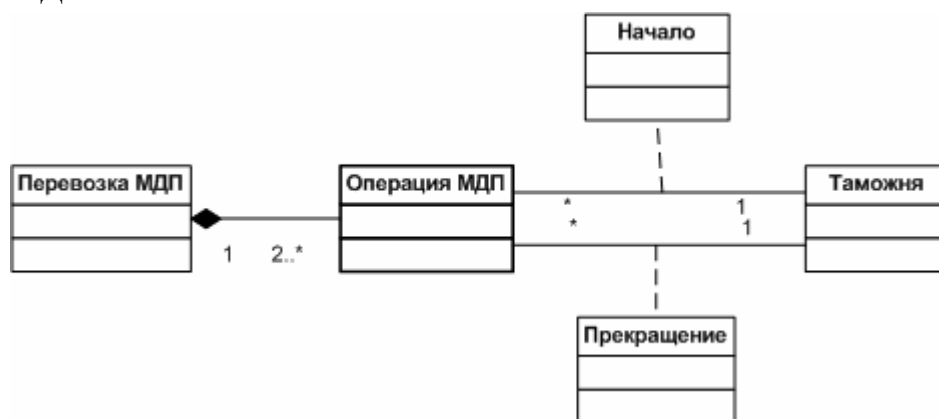 Начало
Перевозка МДП
Операция МДП
Таможня
* 1
* 1
1 2..*
Прекращение